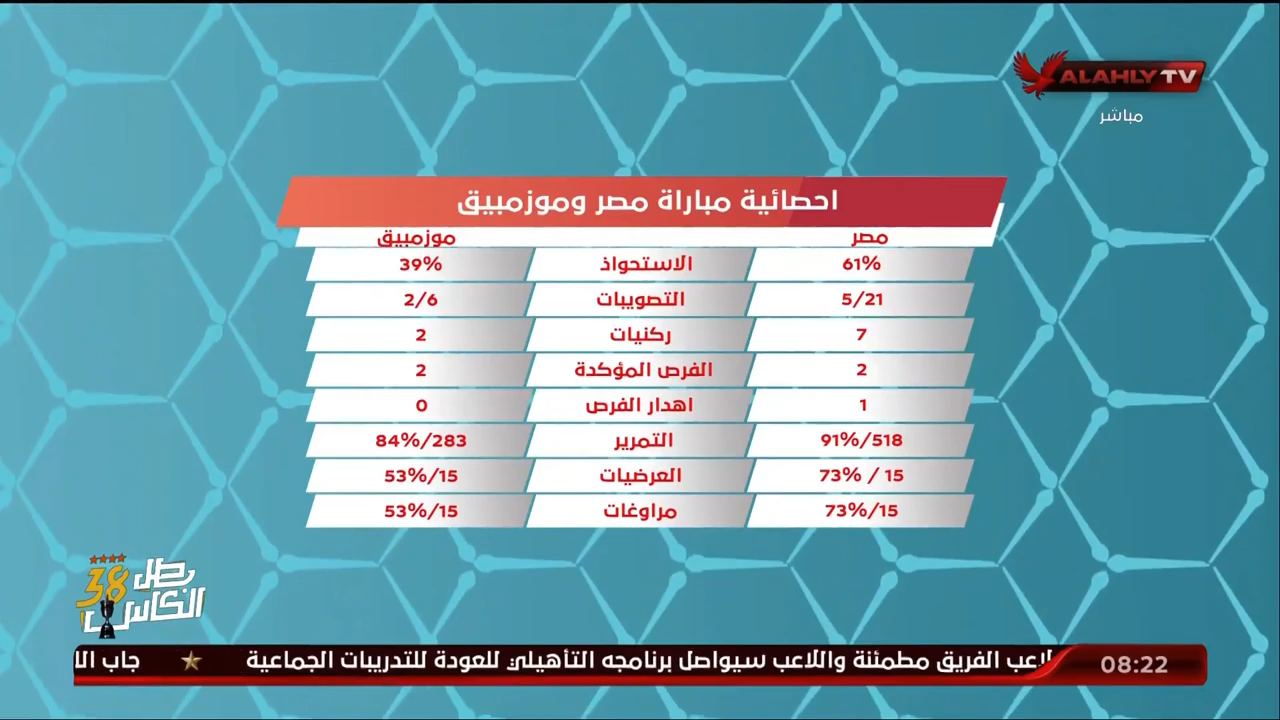 ALAHLY TV
مباشر
احصائية مباراة مصر وموزمبيق
مصر موزمبيق
61% الاستحواذ 39%
5/21 التصويبات 2/6
7 ركنيات 2
2 الفرص المؤكدة 2
1 اهدار الفرص 0
91%/518 التمرير 84%/283
73% / 15 العرضيات 53%/15
73%/15 مراوغات 53%/15
بطل الكاس 38
08:22
لاعب الفريق مطمئنة واللاعب سيواصل برنامجه التأهيلي للعودة للتدريبات الجماعية ★ جاب